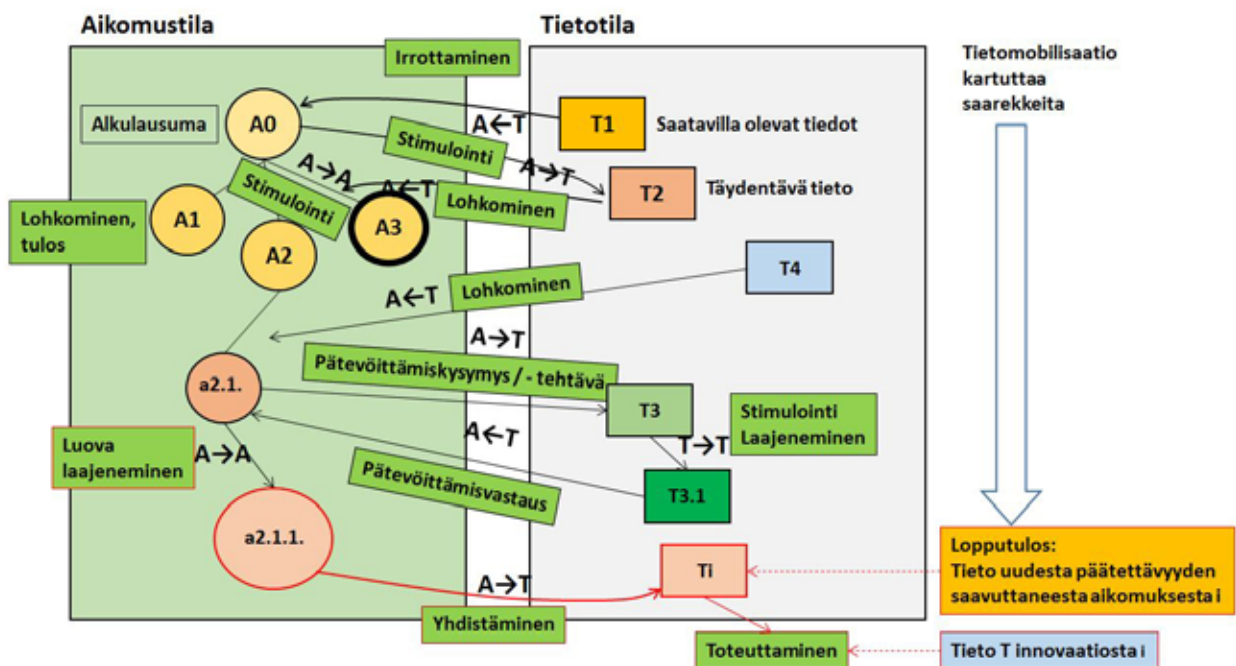 Aikomustila
Tietotila
Irrottaminen
Tietomobilisaatio
kartuttaa
saarekkeita
Alkulausuma
A0
A←T
T1
Saatavilla olevat tiedot
Stimulointi
A→T
A→A
Stimulointi
A←T
Lohkominen
T2
Täydentävä tieto
Lohkominen,
tulos
A1
A2
A3
T4
A←T
Lohkominen
A→T
Pätevöittämiskysymys / - tehtävä
a2.1.
T3
Stimulointi
Laajeneminen
T→T
A←T
Luova
laajeneminen
A→A
Pätevöittämisvastaus
T3.1
a2.1.1.
A→T
Ti
Lopputulos:
Tieto uudesta päätettävyyden
saavuttaneesta aikomuksesta i
Yhdistäminen
Toteuttaminen
Tieto T innovaatiosta i